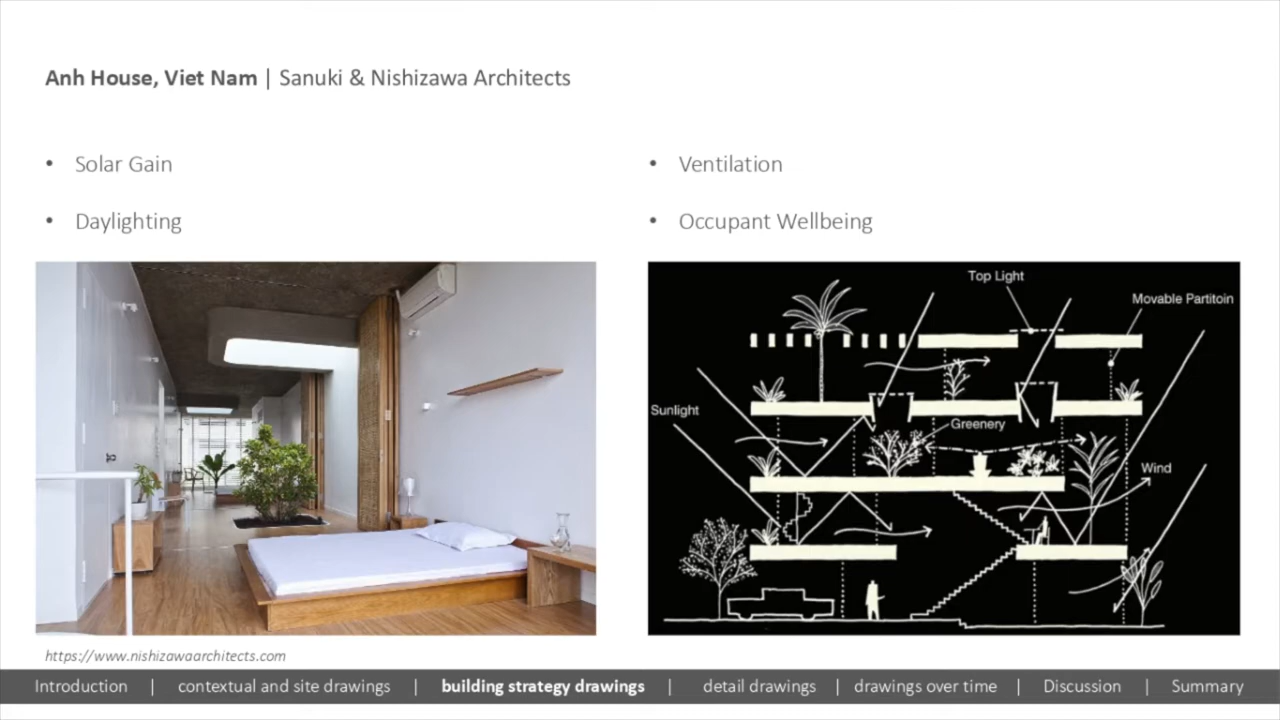 Anh House, Viet Nam | Sanuki & Nishizawa Architects
• Solar Gain
• Daylighting
• Ventilation
• Occupant Wellbeing
Top Light
Movable Partitoin
Sunlight
Greenery
Wind
https://www.nishizawaarchitects.com
Introduction | contextual and site drawings | building strategy drawings | detail drawings | drawings over time | Discussion | Summary